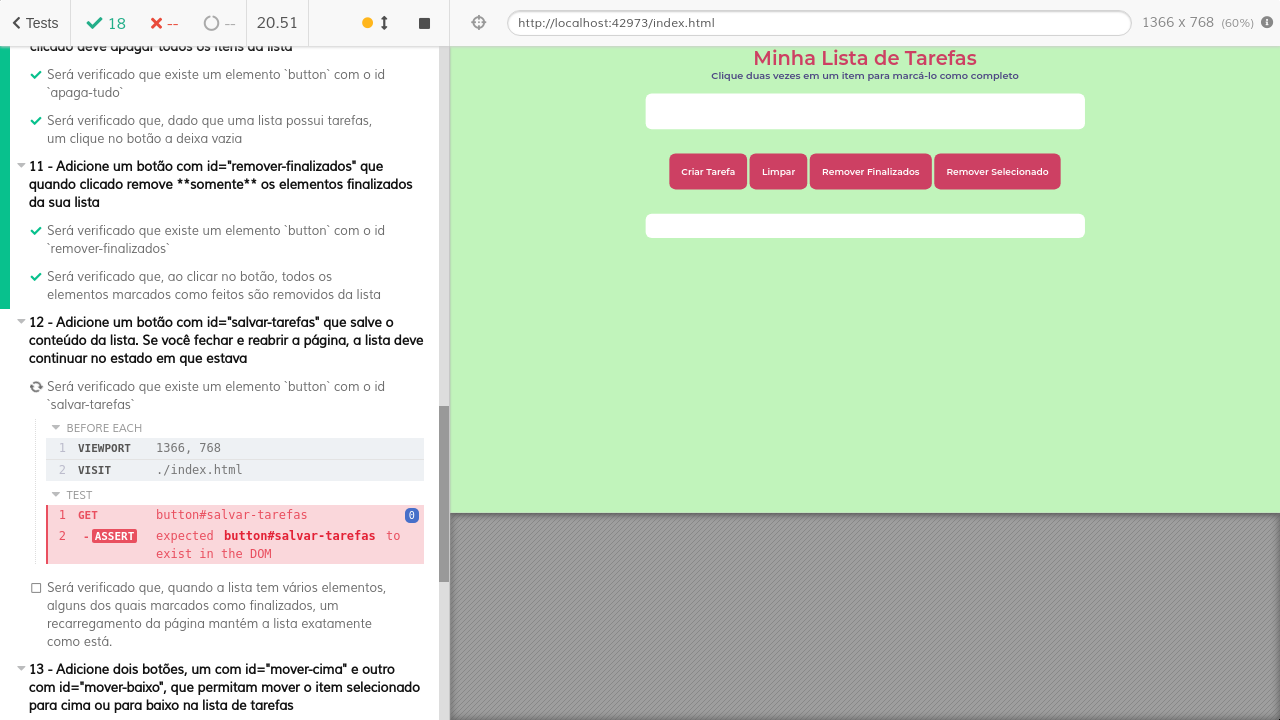 Tests
18
--
--
20.51
http://localhost:42973/index.html
1366 x 768 (60%)
clicado deve apagar todos os itens da lista
Será verificado que existe um elemento `button` com o id
`apaga-tudo`
Será verificado que, dado que uma lista possui tarefas,
um clique no botão a deixa vazia
11 - Adicione um botão com id="remover-finalizados" que
quando clicado remove **somente** os elementos finalizados
da sua lista
Será verificado que existe um elemento `button` com o id
`remover-finalizados`
Será verificado que, ao clicar no botão, todos os
elementos marcados como feitos são removidos da lista
12 - Adicione um botão com id="salvar-tarefas" que salve o
conteúdo da lista. Se você fechar e reabrir a página, a lista deve
continuar no estado em que estava
Será verificado que existe um elemento `button` com o id
`salvar-tarefas`
BEFORE EACH
1 VIEWPORT 1366, 768
2 VISIT ./index.html
TEST
1 GET button#salvar-tarefas 0
2 -ASSERT expected button#salvar-tarefas to
exist in the DOM
Será verificado que, quando a lista tem vários elementos,
alguns dos quais marcados como finalizados, um
recarregamento da página mantém a lista exatamente
como está.
13 - Adicione dois botões, um com id="mover-cima" e outro
com id="mover-baixo", que permitam mover o item selecionado
para cima ou para baixo na lista de tarefas
Minha Lista de Tarefas
Clique duas vezes em um item para marcá-lo como completo
Criar Tarefa
Limpar
Remover Finalizados
Remover Selecionado